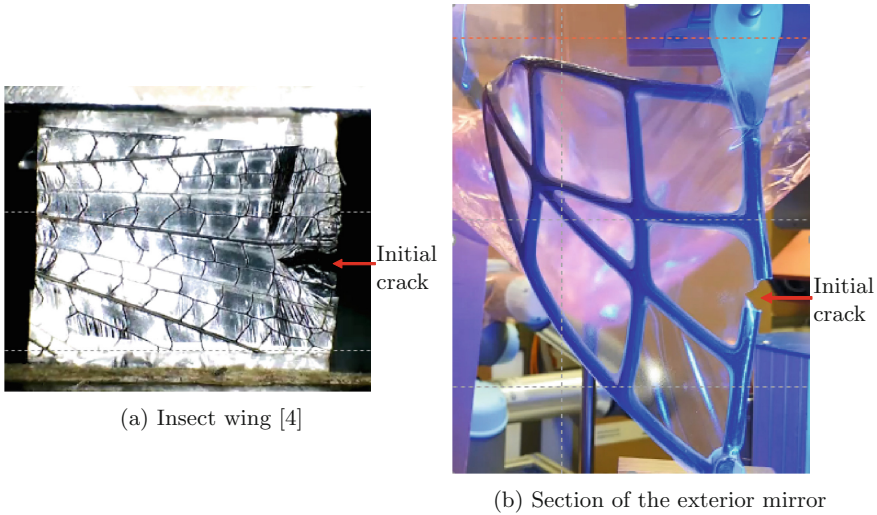 Initial
crack
(a) Insect wing [4]
Initial
crack
(b) Section of the exterior mirror